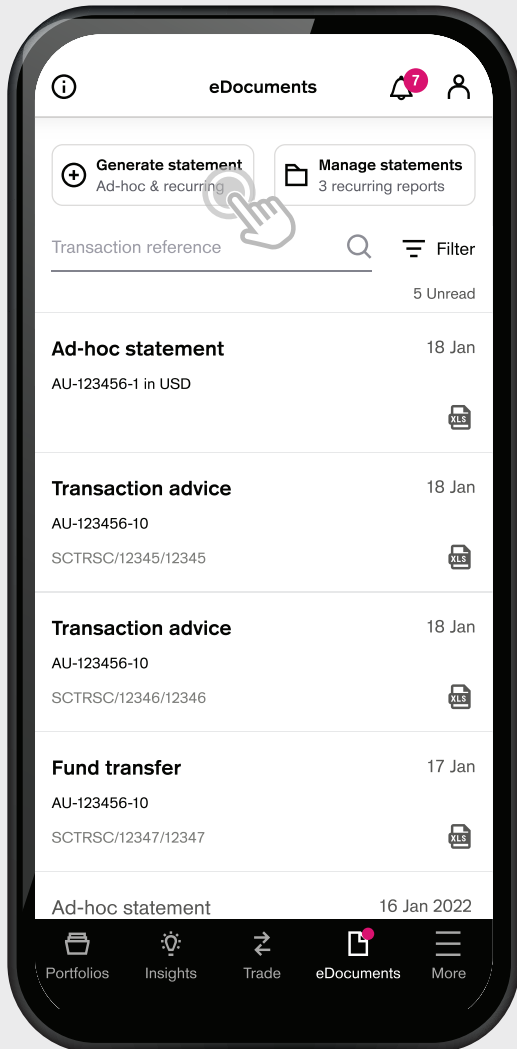 eDocuments
7
Generate statement
Ad-hoc & recurring
Manage statements
3 recurring reports
Transaction reference
Filter
5 Unread
Ad-hoc statement
18 Jan
AU-123456-1 in USD
XLS
Transaction advice
18 Jan
AU-123456-10
SCTRSC/12345/12345
XLS
Transaction advice
18 Jan
AU-123456-10
SCTRSC/12346/12346
XLS
Fund transfer
17 Jan
AU-123456-10
SCTRSC/12347/12347
XLS
Ad-hoc statement
16 Jan 2022
Portfolios
Insights
Trade
eDocuments
More